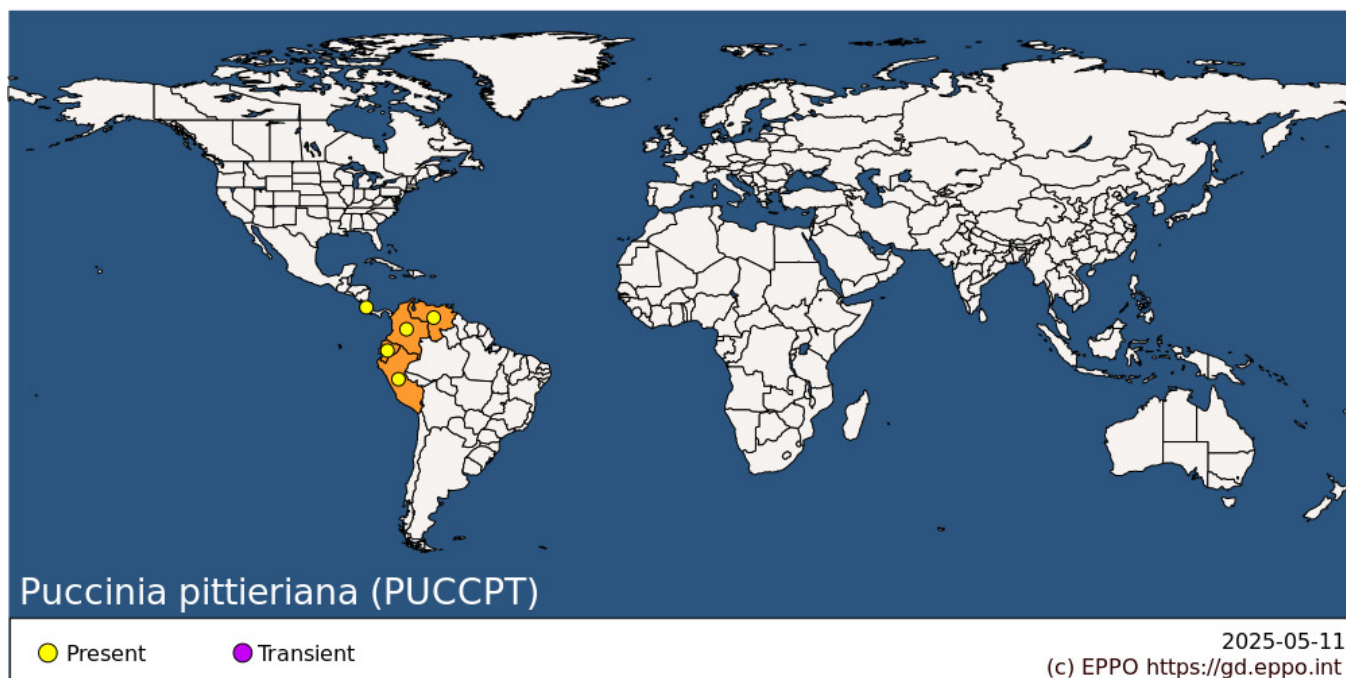 Puccinia pittieriana (PUCCPT)
Present
Transient
2025-05-11
(c) EPPO https://gd.eppo.int